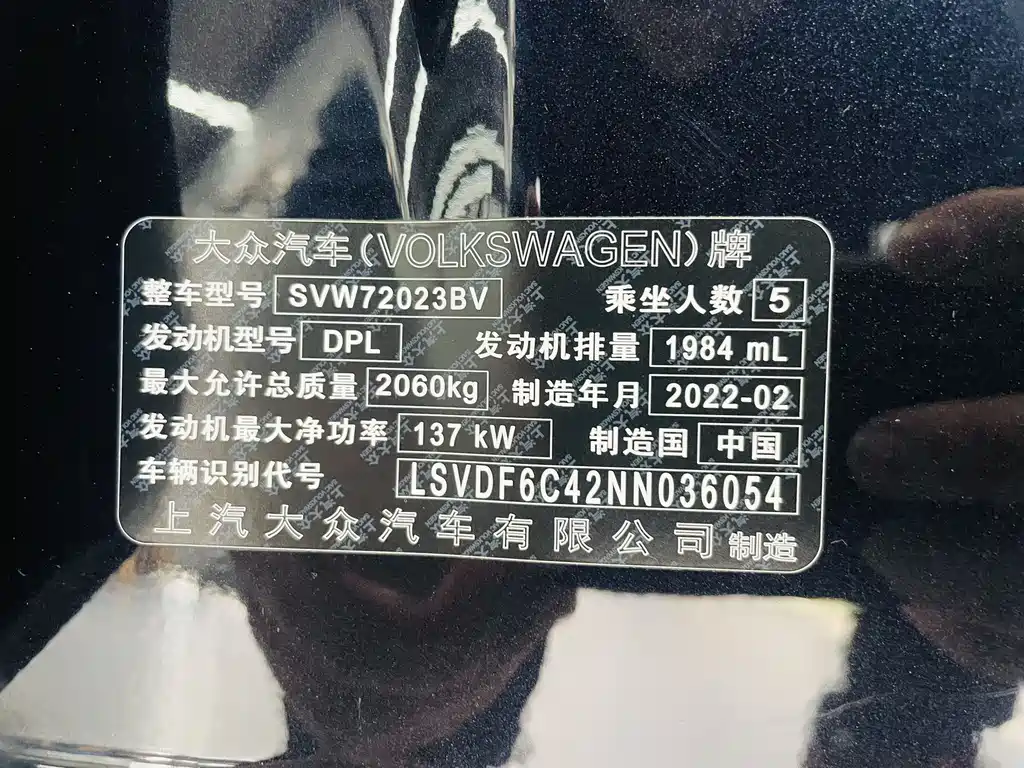 大众汽车(VOLKSWAGEN)牌
整车型号 SVW72023BV 乘坐人数 5
发动机型号 DPL 发动机排量 1984 mL
最大允许总质量 2060kg 制造年月 2022-02
发动机最大净功率 137 kW 制造国 中国
车辆识别代号 LSVDF6C42NN036054
上汽大众汽车有限公司 制造